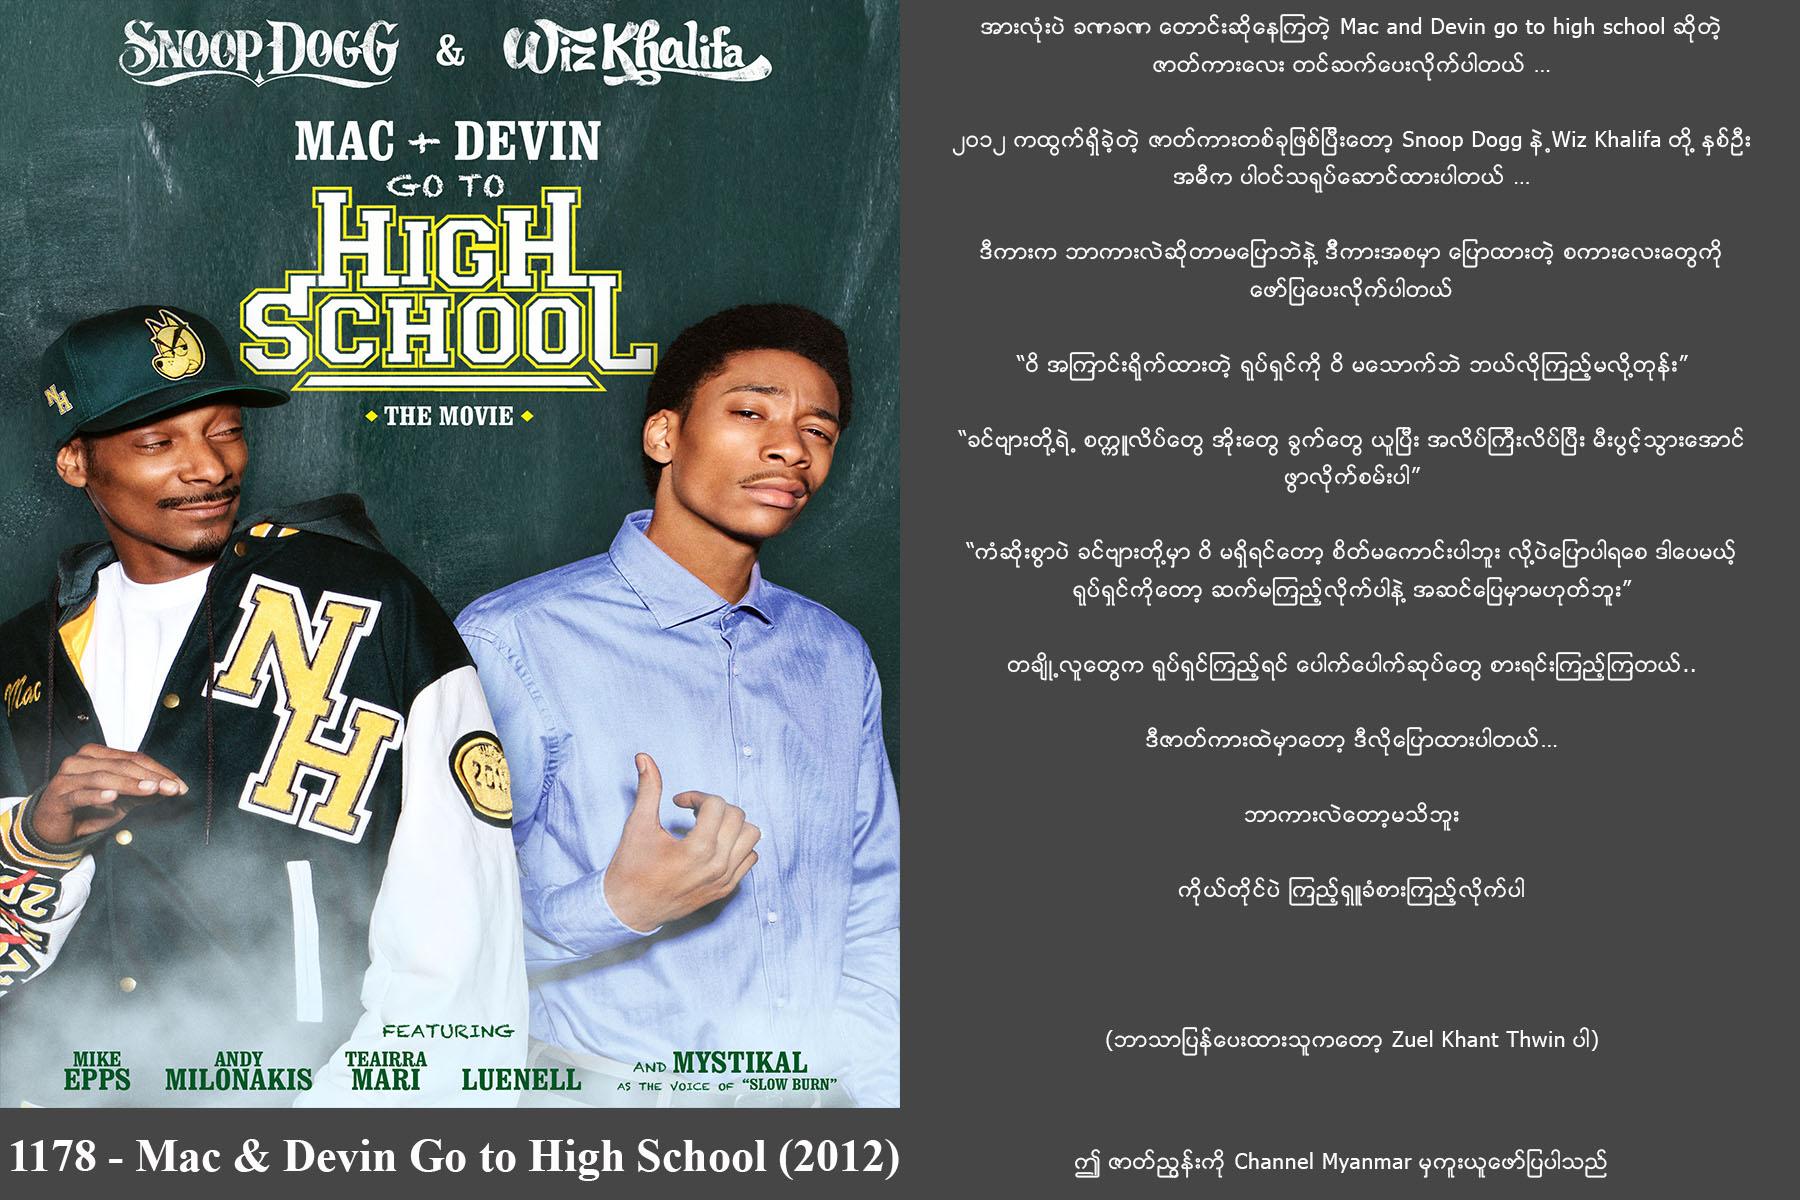 SNOOP DOGG & Wiz Khalifa
MAC + DEVIN
GO TO
HIGH
SCHOOL
THE MOVIE
NH
Mac
NH
FEATURING
MIKE EPPS
ANDY MILONAKIS
TEAIRRA MARI
LUENELL
AND MYSTIKAL
AS THE VOICE OF “SLOW BURN”
1178 - Mac & Devin Go to High School (2012)
အားလုံးပဲ ခဏခဏ တောင်းဆိုနေကြတဲ့ Mac and Devin go to high school ဆိုတဲ့
ဇာတ်ကားလေး တင်ဆက်ပေးလိုက်ပါတယ် ...
၂၀၁၂ ကထွက်ရှိခဲ့တဲ့ ဇာတ်ကားတစ်ခုဖြစ်ပြီးတော့ Snoop Dogg နဲ့ Wiz Khalifa တို့ နှစ်ဦး
အဓိက ပါဝင်သရုပ်ဆောင်ထားပါတယ် ...
ဒီကားက ဘာကားလဲဆိုတာမပြောဘဲနဲ့ ဒီကားအစမှာ ပြောထားတဲ့ စကားလေးတွေကို
ဖော်ပြပေးလိုက်ပါတယ်
“ဝိ အကြာင်းရိုက်ထားတဲ့ ရုပ်ရှင်ကို ဝိ မသောက်ဘဲ ဘယ်လိုကြည့်မလို့တုန်း”
“ခင်ဗျားတို့ရဲ့ စက္ကူလိပ်တွေ အိုးတွေ ခွက်တွေ ယူပြီး အလိပ်ကြီးလိပ်ပြီး မီးပွင့်သွားအောင်
ဖွာလိုက်စမ်းပါ”
“ကံဆိုးစွာပဲ ခင်ဗျားတို့မှာ ဝိ မရှိရင်တော့ စိတ်မကောင်းပါဘူး လို့ပဲပြောပါရစေ ဒါပေမယ့်
ရုပ်ရှင်ကိုတော့ ဆက်မကြည့်လိုက်ပါနဲ့ အဆင်ပြေမှာမဟုတ်ဘူး”
တချို့လူတွေက ရုပ်ရှင်ကြည့်ရင် ပေါက်ပေါက်ဆုပ်တွေ စားရင်းကြည့်ကြတယ်..
ဒီဇာတ်ကားထဲမှာတော့ ဒီလိုပြောထားပါတယ်...
ဘာကားလဲတော့မသိဘူး
ကိုယ်တိုင်ပဲ ကြည့်ရှူခံစားကြည့်လိုက်ပါ
(ဘာသာပြန်ပေးထားသူကတော့ Zuel Khant Thwin ပါ)
ဤ ဇာတ်ညွှန်းကို Channel Myanmar မှကူးယူဖော်ပြပါသည်